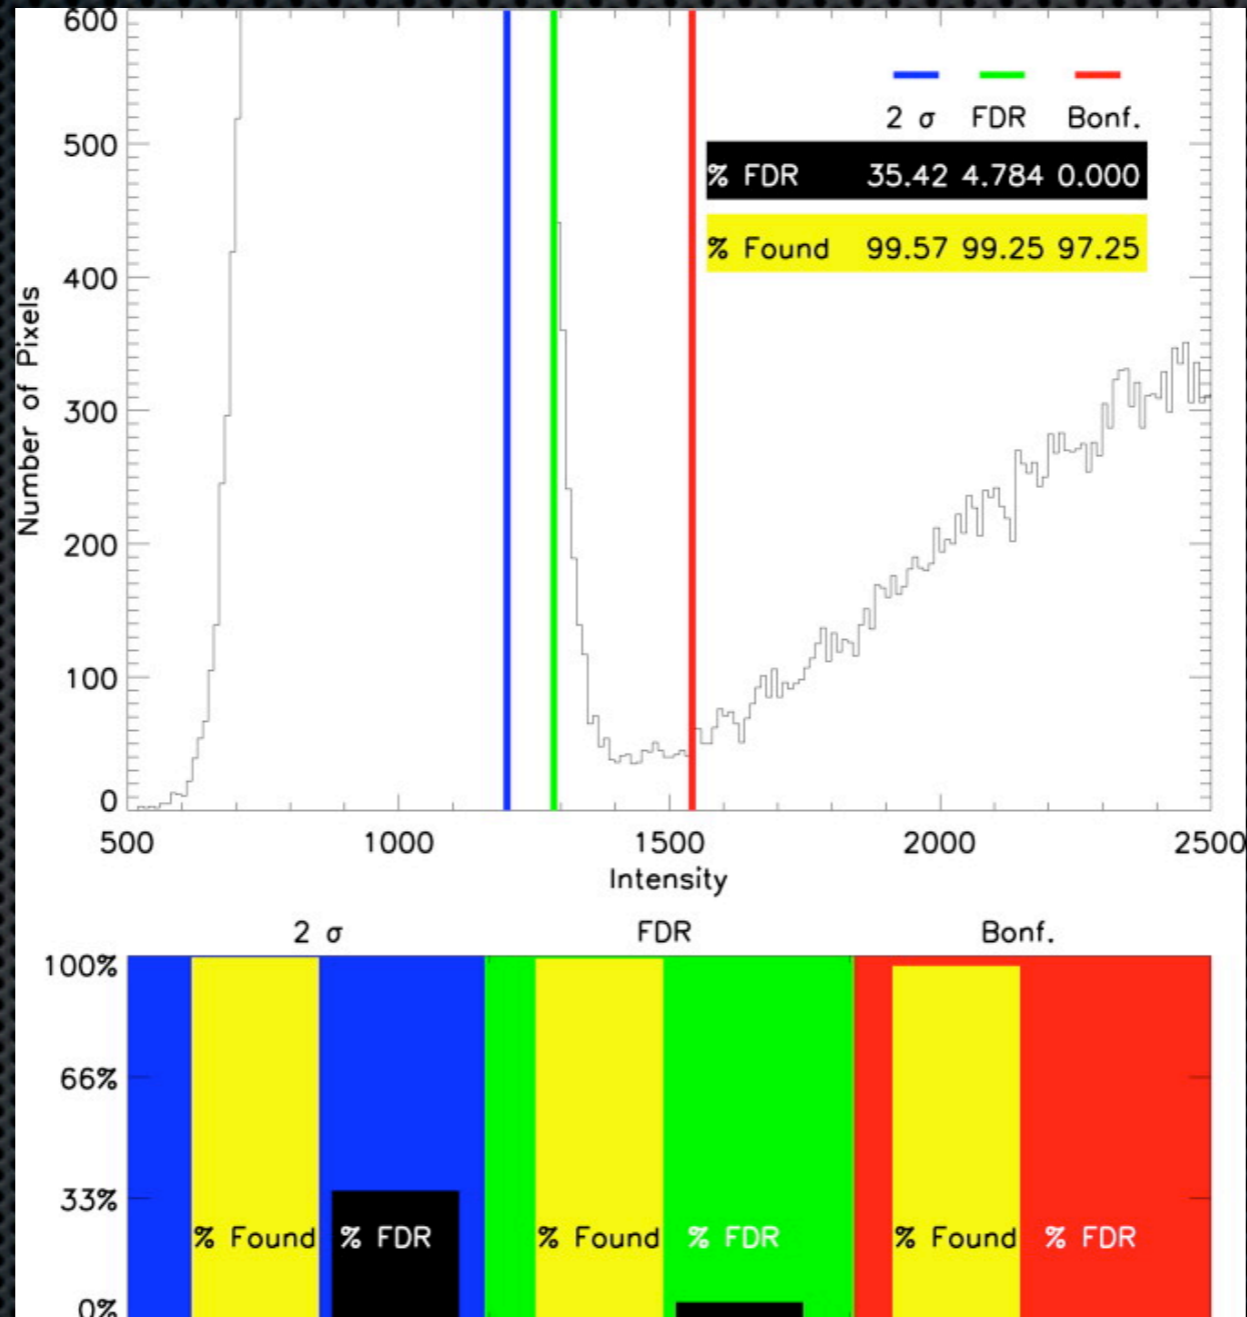 600
500
400
300
200
100
0
Number of Pixels
2 σ FDR Bonf.
% FDR 35.42 4.784 0.000
% Found 99.57 99.25 97.25
500 1000 1500 2000 2500
Intensity
2 σ FDR Bonf.
100%
66%
33%
0%
% Found % FDR % Found % FDR % Found % FDR